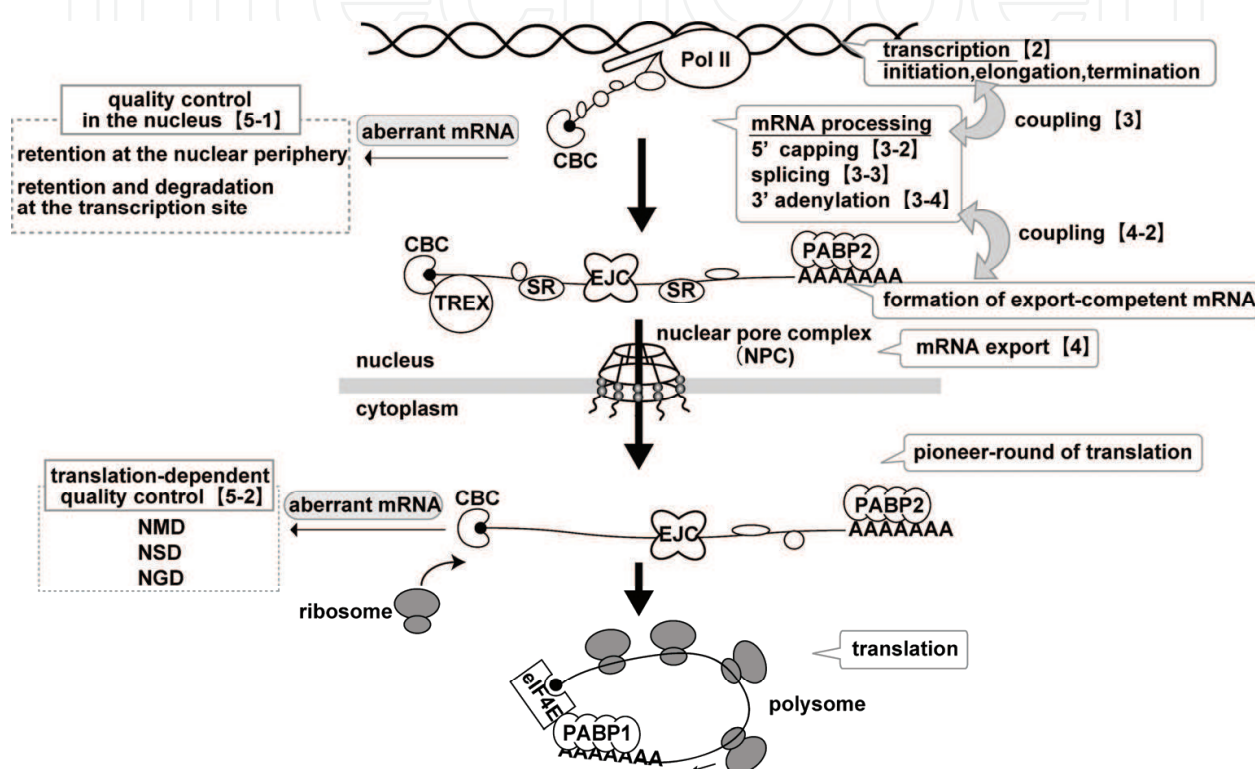 Pol II
transcription【2】
initiation,elongation,termination
quality control
in the nucleus【5-1】
retention at the nuclear periphery
retention and degradation
at the transcription site
aberrant mRNA
CBC
mRNA processing
5' capping【3-2】
splicing【3-3】
3' adenylation【3-4】
coupling【3】
coupling【4-2】
CBC
TREX
SR
EJC
SR
PABP2
AAAAAAA
formation of export-competent mRNA
nuclear pore complex
(NPC)
mRNA export【4】
nucleus
cytoplasm
pioneer-round of translation
translation-dependent
quality control【5-2】
NMD
NSD
NGD
aberrant mRNA
CBC
EJC
PABP2
AAAAAAA
ribosome
translation
polysome
eIF4E
PABP1
AAAAAAA